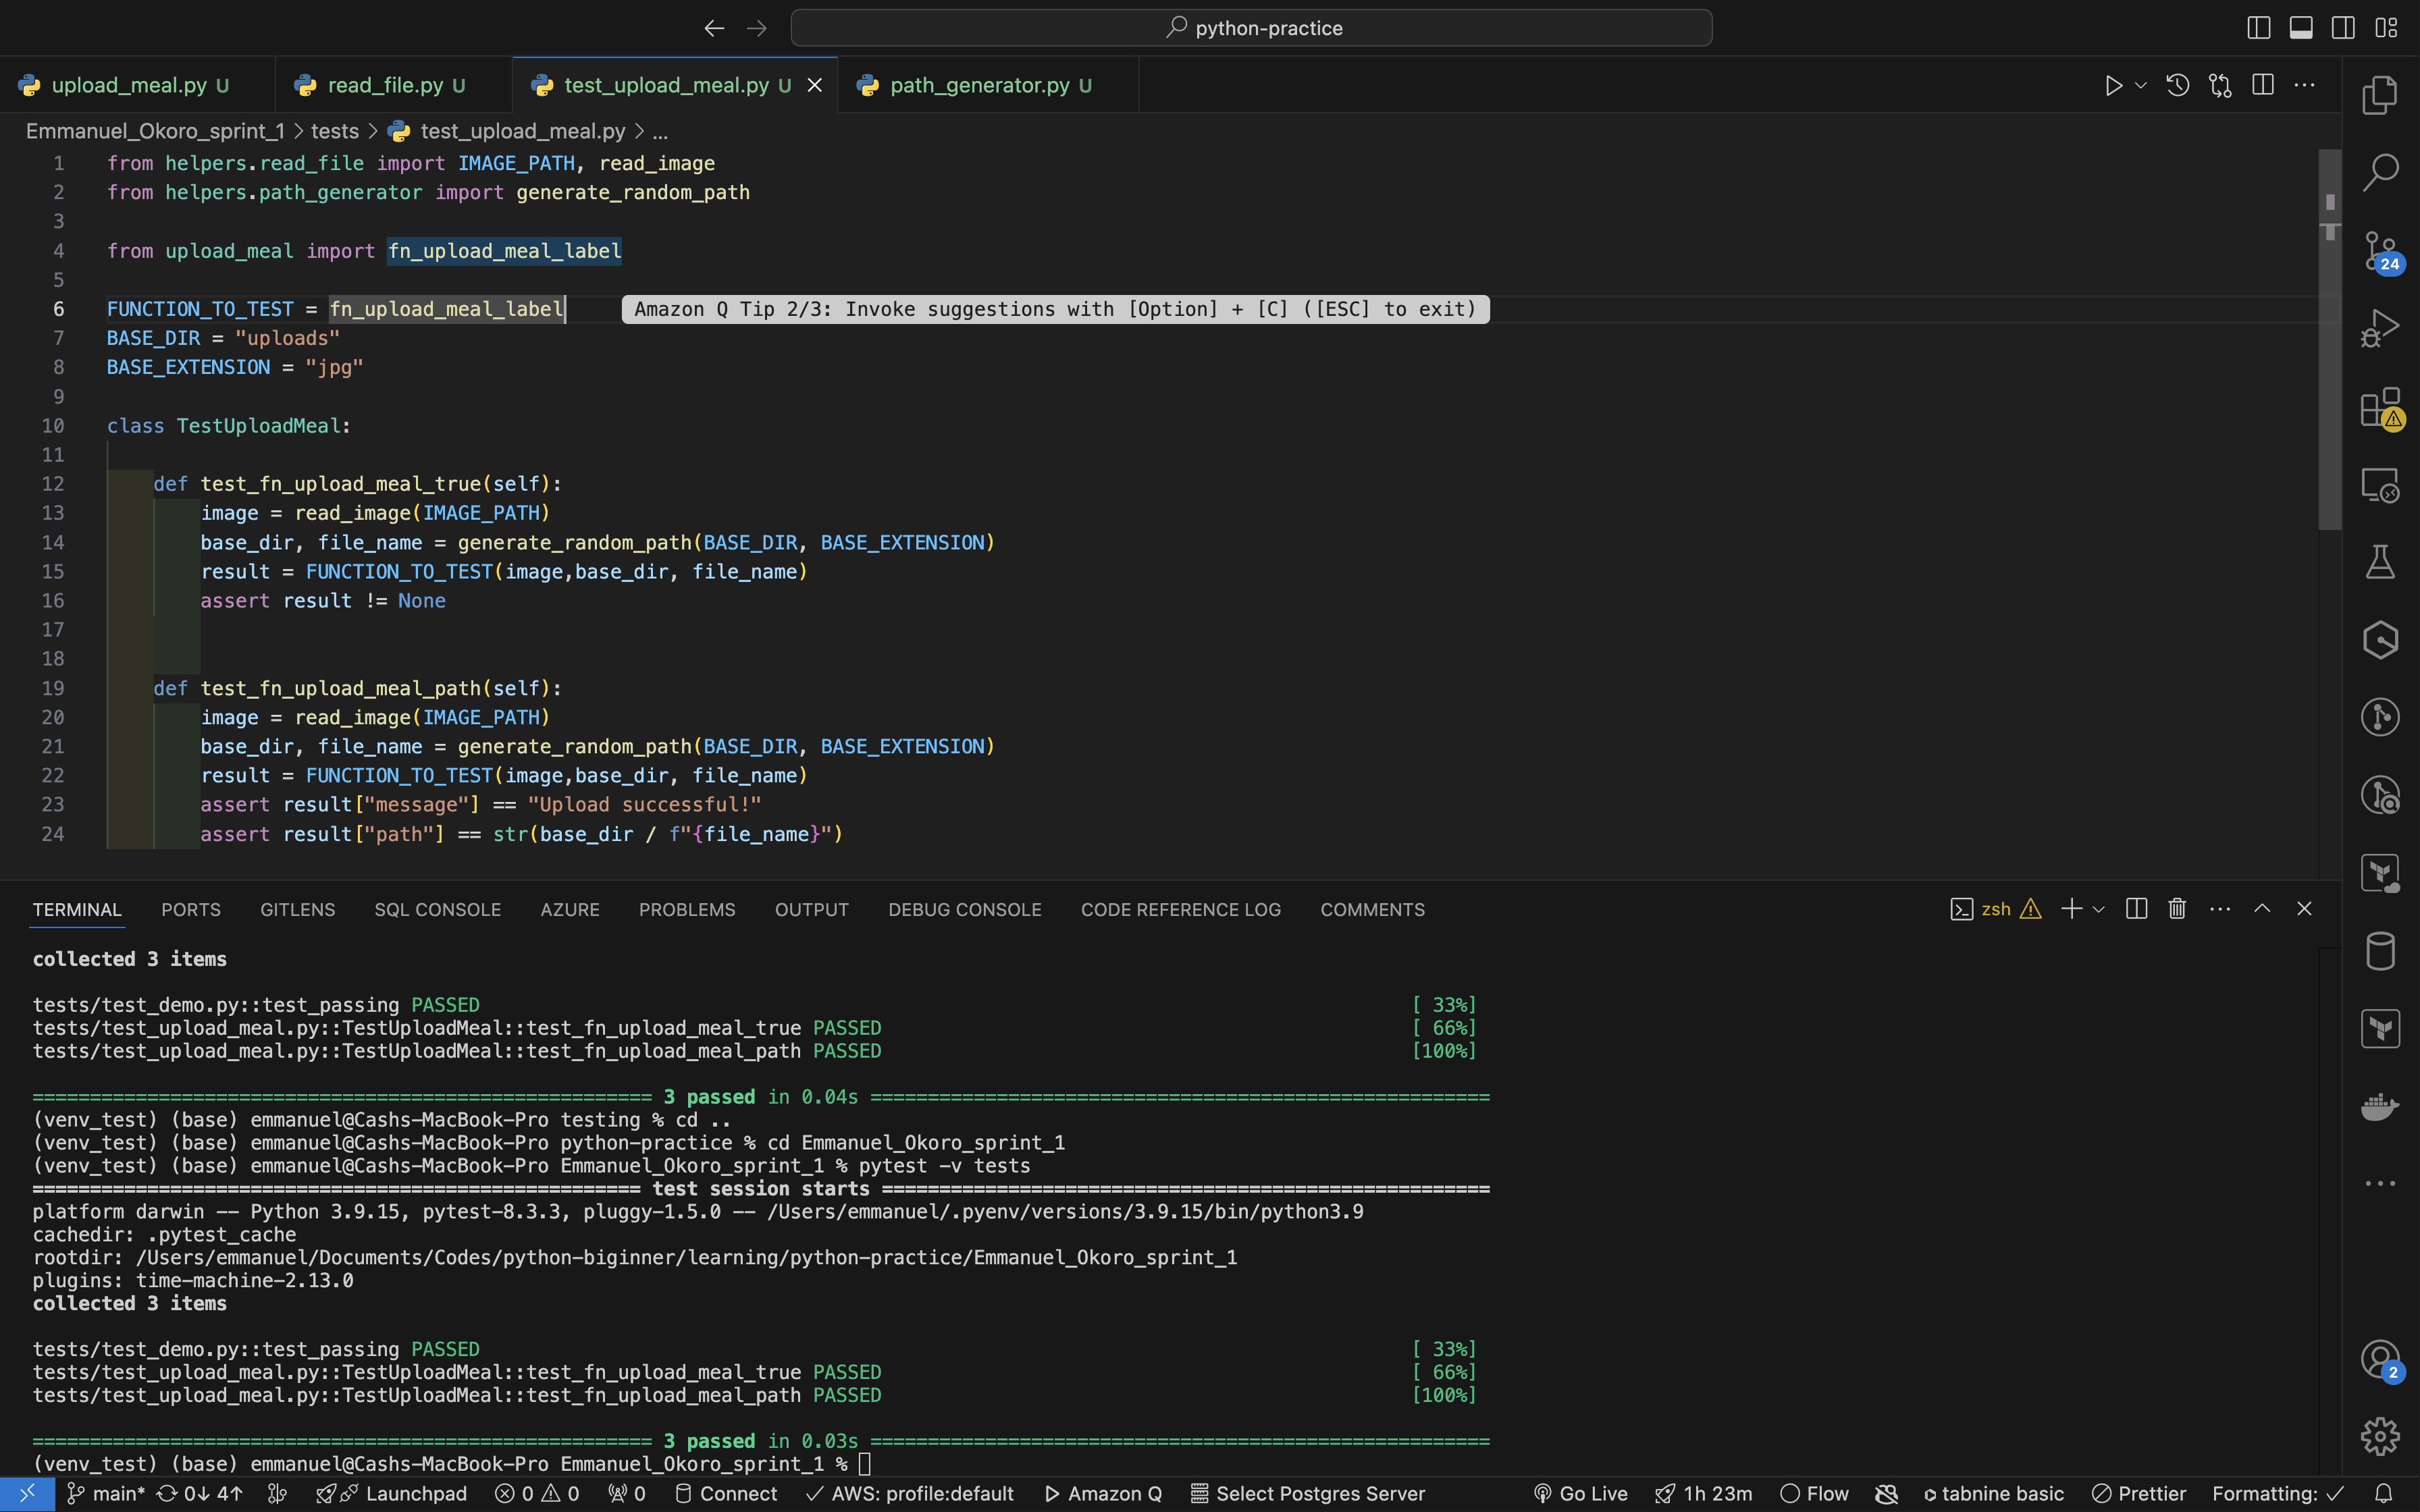 python-practice
upload_meal.py U
read_file.py U
test_upload_meal.py U
path_generator.py U
Emmanuel_Okoro_sprint_1 > tests > test_upload_meal.py > ...
1 from helpers.read_file import IMAGE_PATH, read_image
2 from helpers.path_generator import generate_random_path
3
4 from upload_meal import fn_upload_meal_label
5
6 FUNCTION_TO_TEST = fn_upload_meal_label Amazon Q Tip 2/3: Invoke suggestions with [Option] + [C] ([ESC] to exit)
7 BASE_DIR = "uploads"
8 BASE_EXTENSION = "jpg"
9
10 class TestUploadMeal:
11
12 def test_fn_upload_meal_true(self):
13 image = read_image(IMAGE_PATH)
14 base_dir, file_name = generate_random_path(BASE_DIR, BASE_EXTENSION)
15 result = FUNCTION_TO_TEST(image,base_dir, file_name)
16 assert result != None
17
18
19 def test_fn_upload_meal_path(self):
20 image = read_image(IMAGE_PATH)
21 base_dir, file_name = generate_random_path(BASE_DIR, BASE_EXTENSION)
22 result = FUNCTION_TO_TEST(image,base_dir, file_name)
23 assert result["message"] == "Upload successful!"
24 assert result["path"] == str(base_dir / f"{file_name}")
24
TERMINAL PORTS GITLENS SQL CONSOLE AZURE PROBLEMS OUTPUT DEBUG CONSOLE CODE REFERENCE LOG COMMENTS zsh
collected 3 items
tests/test_demo.py::test_passing PASSED [ 33%]
tests/test_upload_meal.py::TestUploadMeal::test_fn_upload_meal_true PASSED [ 66%]
tests/test_upload_meal.py::TestUploadMeal::test_fn_upload_meal_path PASSED [100%]
==================================================== 3 passed in 0.04s ====================================================
(venv_test) (base) emmanuel@Cashs-MacBook-Pro testing % cd ..
(venv_test) (base) emmanuel@Cashs-MacBook-Pro python-practice % cd Emmanuel_Okoro_sprint_1
(venv_test) (base) emmanuel@Cashs-MacBook-Pro Emmanuel_Okoro_sprint_1 % pytest -v tests
=================================================== test session starts ===================================================
platform darwin -- Python 3.9.15, pytest-8.3.3, pluggy-1.5.0 -- /Users/emmanuel/.pyenv/versions/3.9.15/bin/python3.9
cachedir: .pytest_cache
rootdir: /Users/emmanuel/Documents/Codes/python-biginner/learning/python-practice/Emmanuel_Okoro_sprint_1
plugins: time-machine-2.13.0
collected 3 items
tests/test_demo.py::test_passing PASSED [ 33%]
tests/test_upload_meal.py::TestUploadMeal::test_fn_upload_meal_true PASSED [ 66%]
tests/test_upload_meal.py::TestUploadMeal::test_fn_upload_meal_path PASSED [100%]
==================================================== 3 passed in 0.03s ====================================================
(venv_test) (base) emmanuel@Cashs-MacBook-Pro Emmanuel_Okoro_sprint_1 %
2
main* 0↓ 4↑ Launchpad 0 0 0 Connect AWS: profile:default Amazon Q Select Postgres Server Go Live 1h 23m Flow tabnine basic Prettier Formatting: ✓